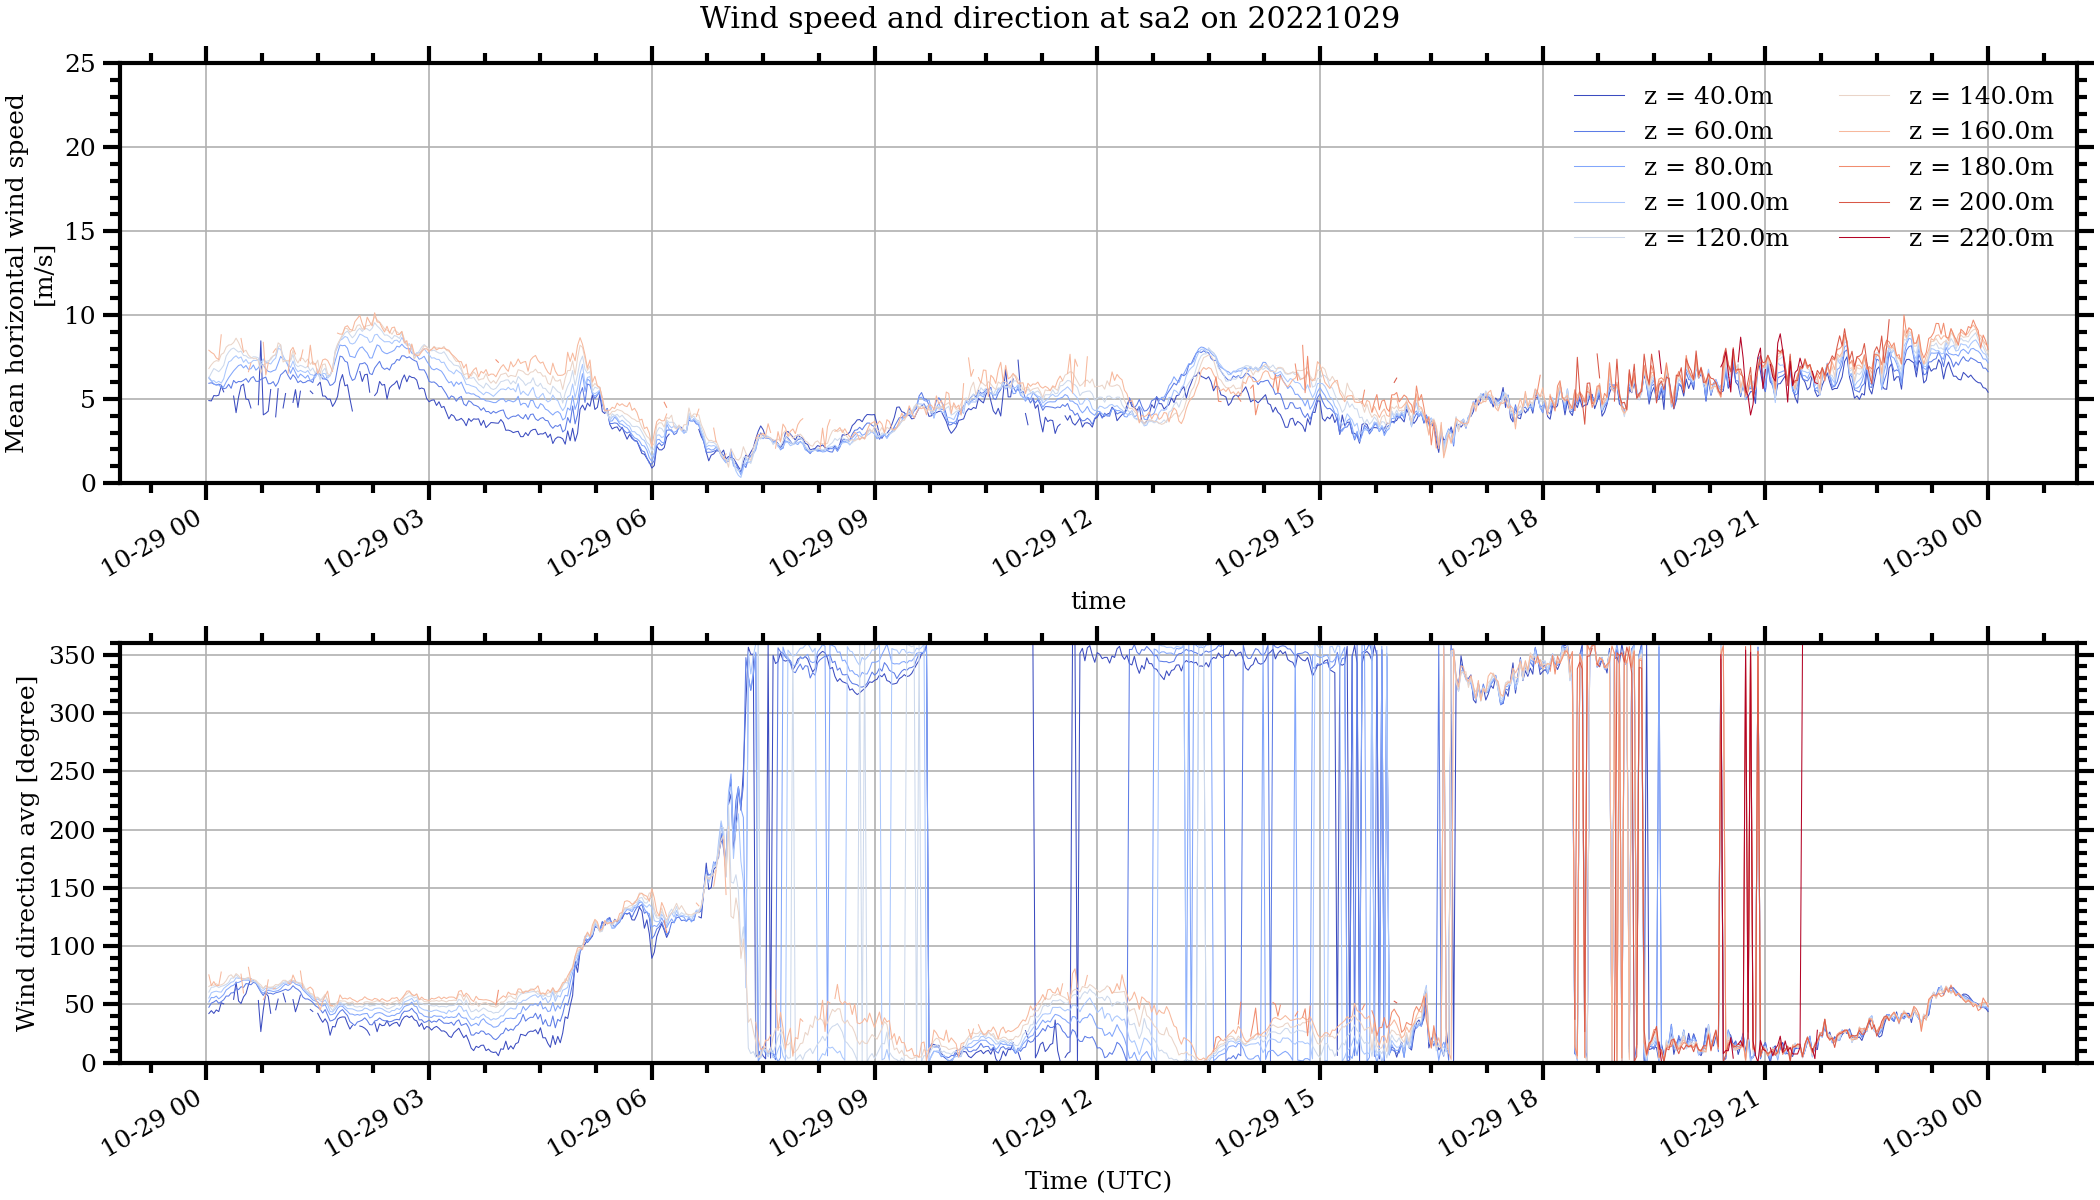 Wind speed and direction at sa2 on 20221029
Mean horizontal wind speed
[m/s]
25
20
15
10
5
0
z = 40.0m
z = 60.0m
z = 80.0m
z = 100.0m
z = 120.0m
z = 140.0m
z = 160.0m
z = 180.0m
z = 200.0m
z = 220.0m
10-29 00
10-29 03
10-29 06
10-29 09
10-29 12
10-29 15
10-29 18
10-29 21
10-30 00
time
Wind direction avg [degree]
350
300
250
200
150
100
50
0
10-29 00
10-29 03
10-29 06
10-29 09
10-29 12
10-29 15
10-29 18
10-29 21
10-30 00
Time (UTC)